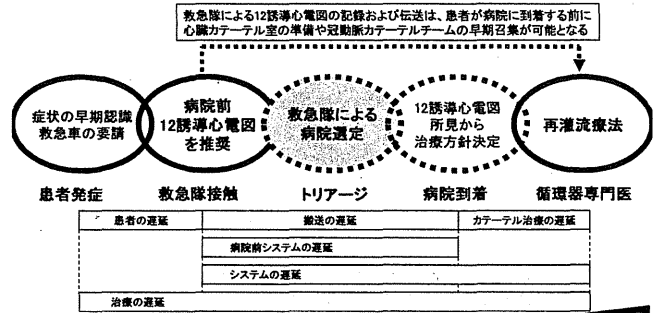 救急隊による12誘導心電図の記録および伝送は、患者が病院に到着する前に
心臓カテーテル室の準備や冠動脈カテーテルチームの早期召集が可能となる
症状の早期認識
救急車の要請
病院前
12誘導心電図
を推奨
救急隊による
病院選定
12誘導心電図
所見から
治療方針決定
再灌流療法
患者発症
救急隊接触
トリアージ
病院到着
循環器専門医
患者の遅延
搬送の遅延
カテーテル治療の遅延
病院前システムの遅延
システムの遅延
治療の遅延